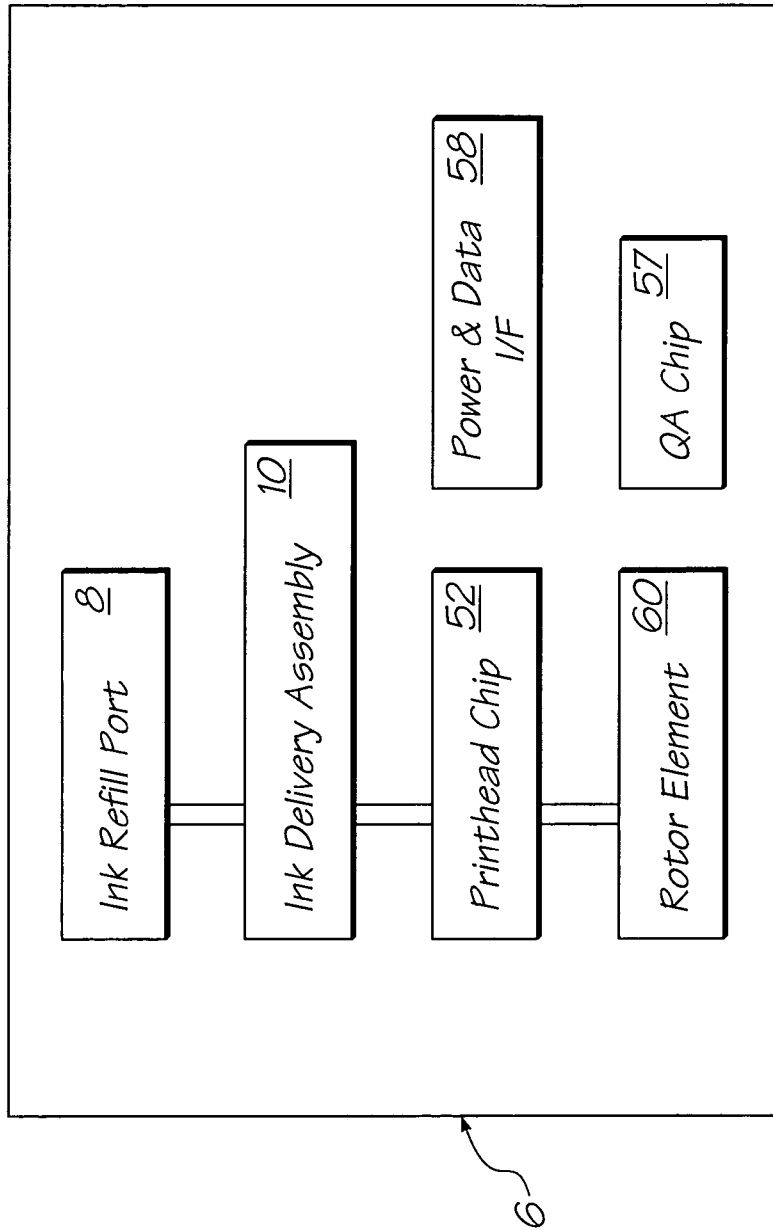 Ink Refill Port 8
Ink Delivery Assembly 10
Printhead Chip 52
Power & Data 58
I/F
Rotor Element 60
QA Chip 57
6